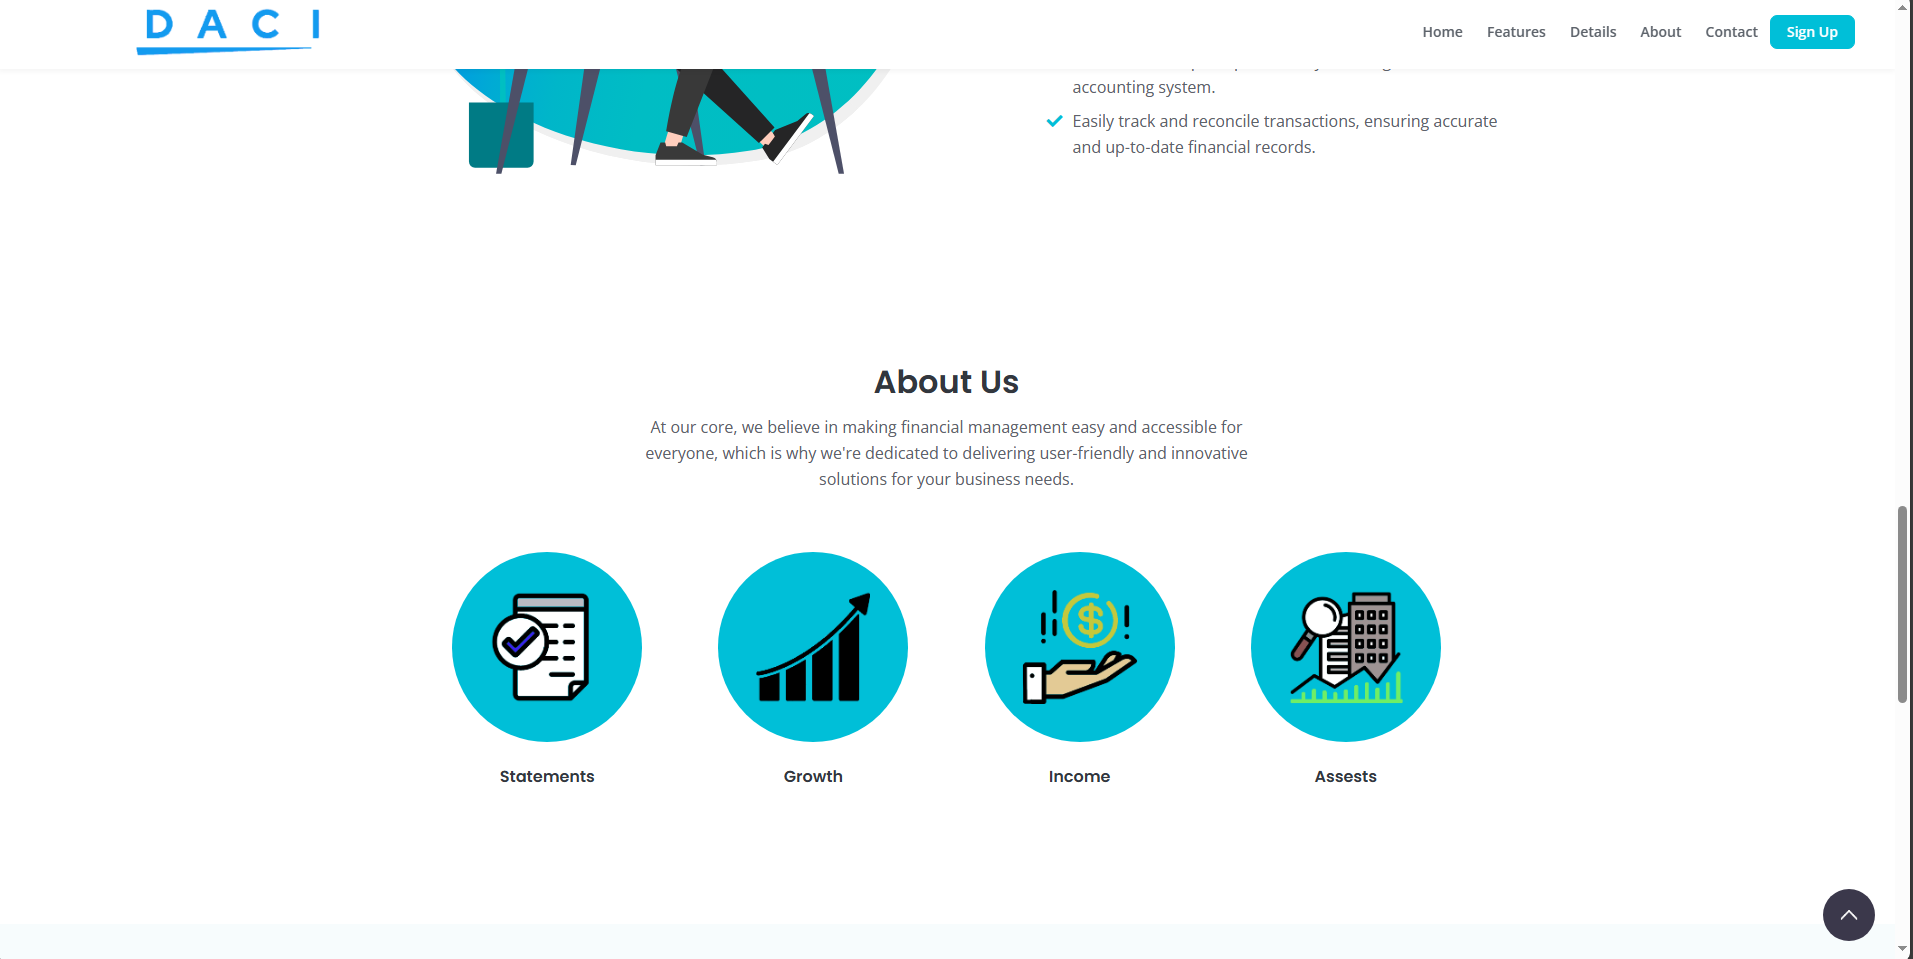 DACI
Home Features Details About Contact Sign Up
accounting system.
Easily track and reconcile transactions, ensuring accurate
and up-to-date financial records.
About Us
At our core, we believe in making financial management easy and accessible for
everyone, which is why we're dedicated to delivering user-friendly and innovative
solutions for your business needs.
Statements Growth Income Assests